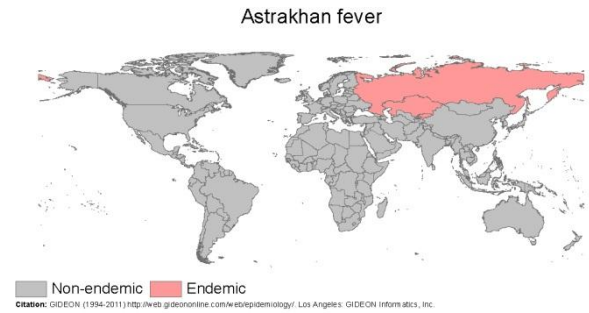 Astrakhan fever
Non-endemic Endemic
Citation: GIDEON (1994-2011) http://web.gideononline.com/web/epidemiology/. Los Angeles: GIDEON Informatics, Inc.